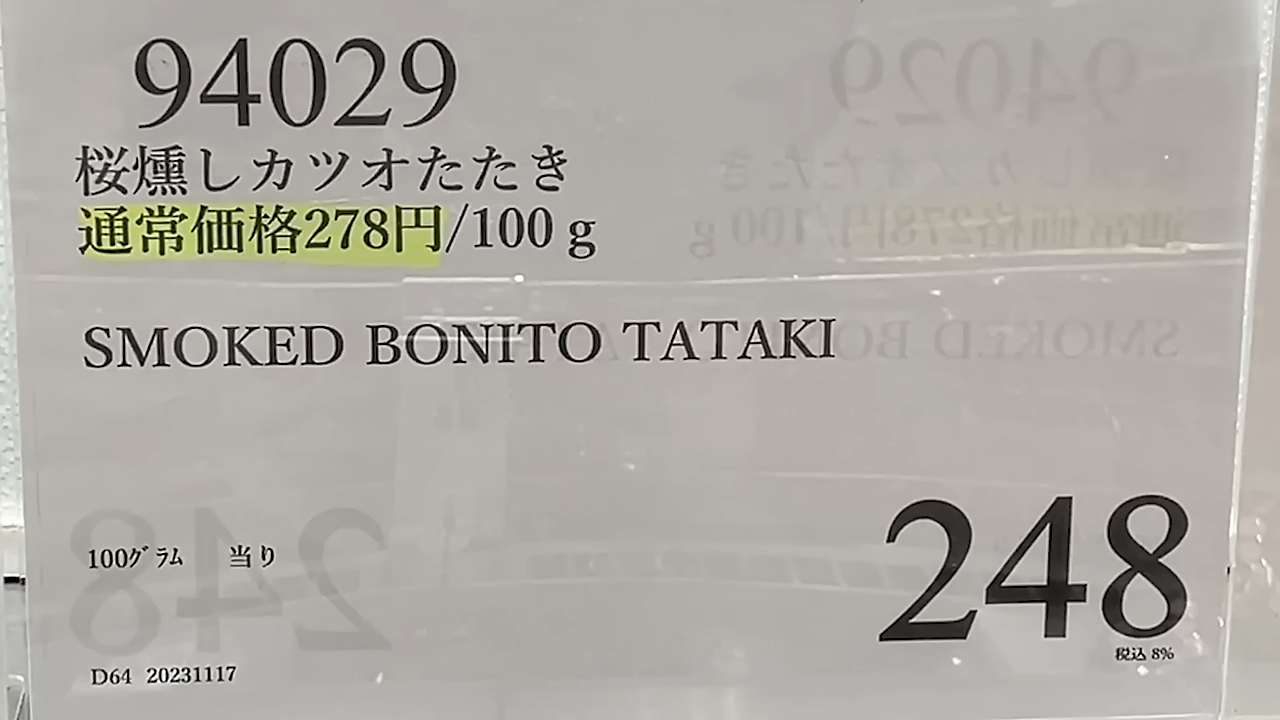 94029
桜燻しカツオたたき
通常価格278円/100 g
SMOKED BONITO TATAKI
100ｸﾞﾗﾑ 当り
248
税込 8%
D64 20231117